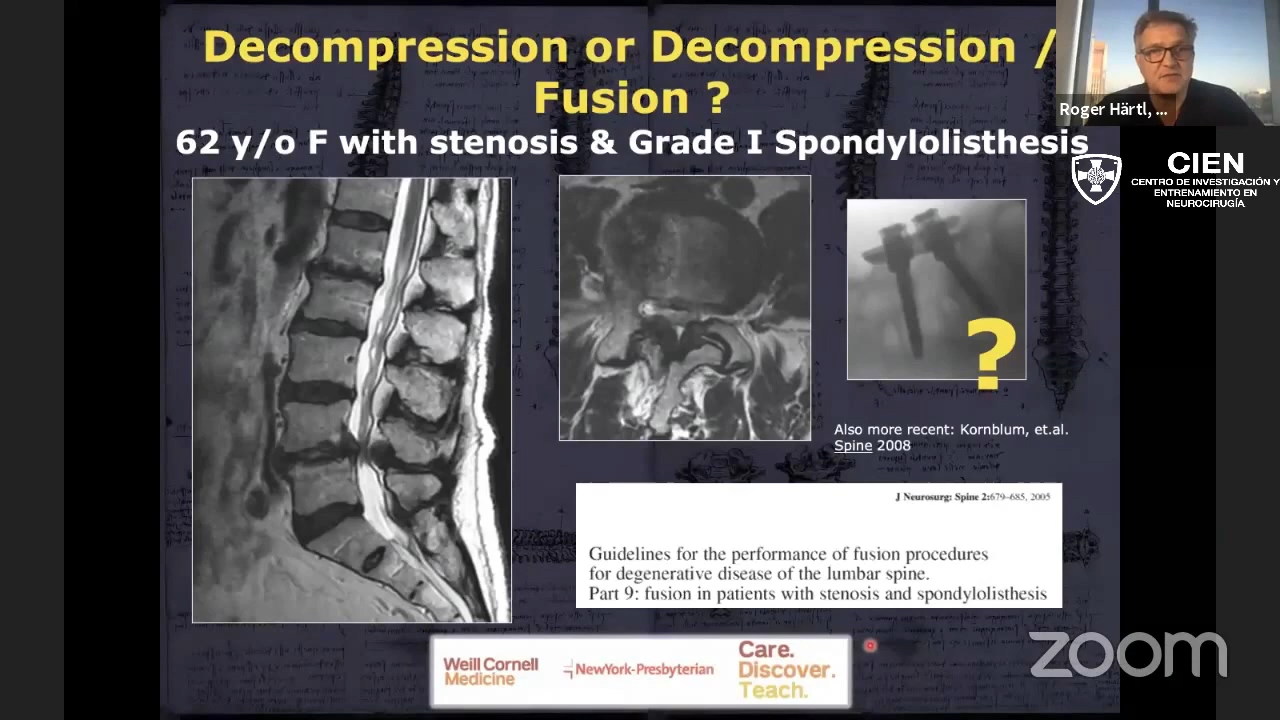 Decompression or Decompression /
Fusion ?
62 y/o F with stenosis & Grade I Spondylolisthesis
Roger Härtl, ...
CIEN
CENTRO DE INVESTIGACIÓN Y
ENTRENAMIENTO EN
NEUROCIRUGÍA
?
Also more recent: Kornblum, et.al.
Spine 2008
J Neurosurg: Spine 2:679–685, 2005
Guidelines for the performance of fusion procedures
for degenerative disease of the lumbar spine.
Part 9: fusion in patients with stenosis and spondylolisthesis
Weill Cornell
Medicine
NewYork-Presbyterian
Care.
Discover.
Teach.
zoom